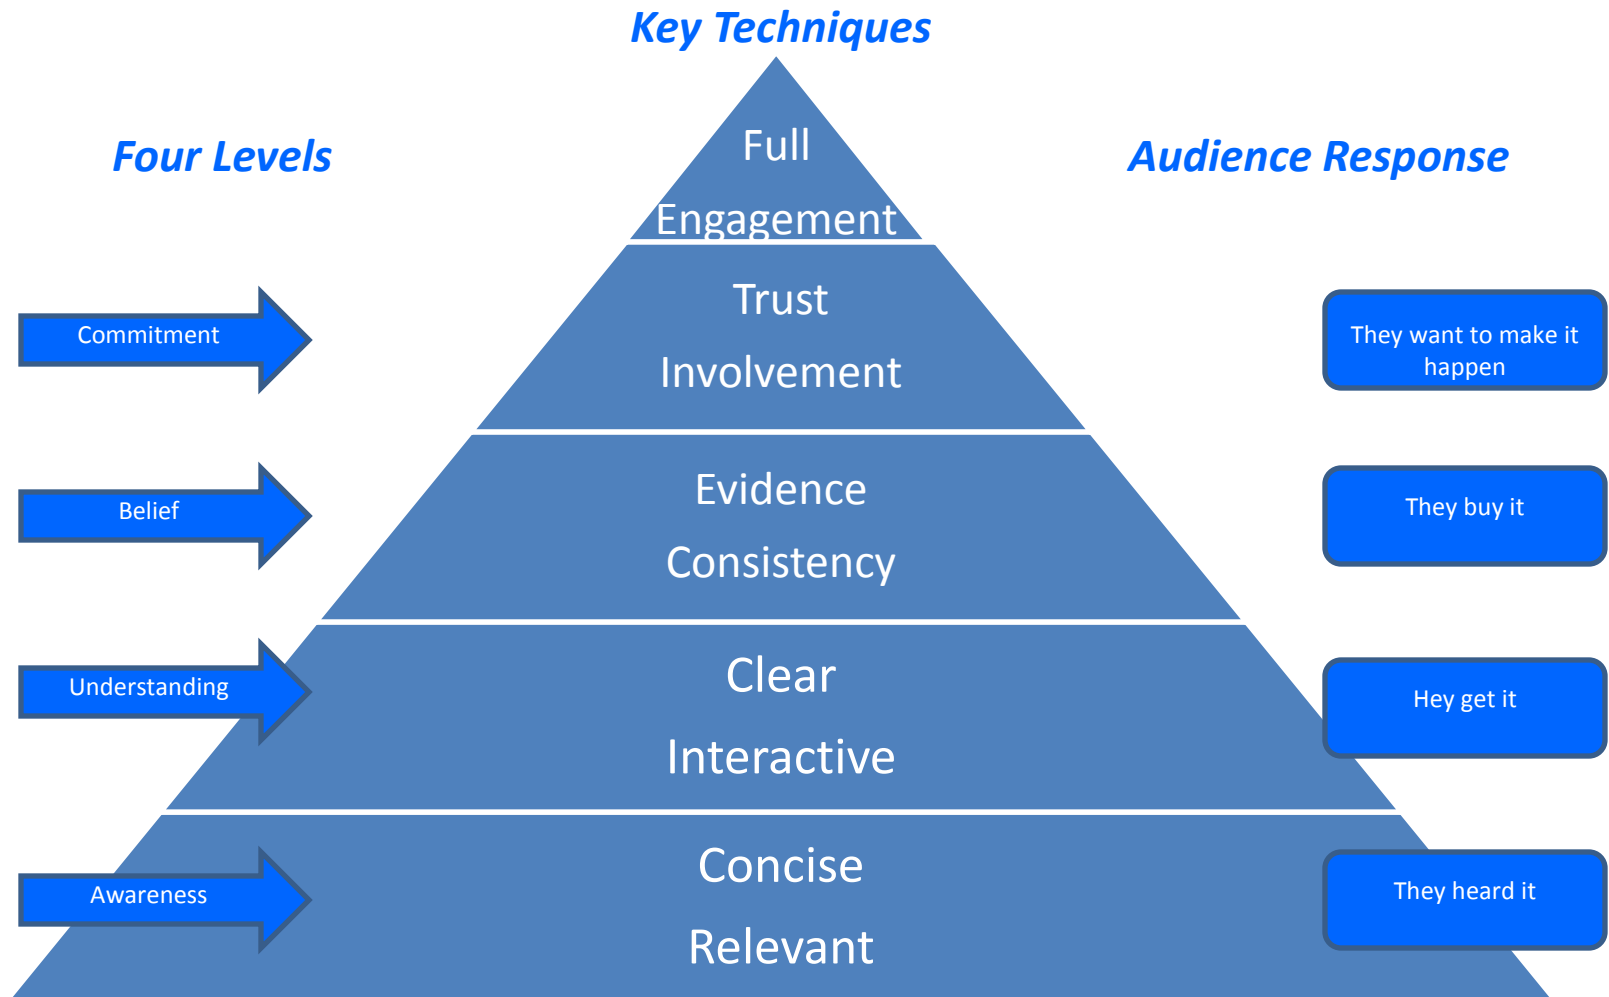 Key Techniques
Four Levels
Audience Response
Full
Engagement
Commitment
Trust
Involvement
They want to make it
happen
Belief
Evidence
Consistency
They buy it
Understanding
Clear
Interactive
Hey get it
Awareness
Concise
Relevant
They heard it